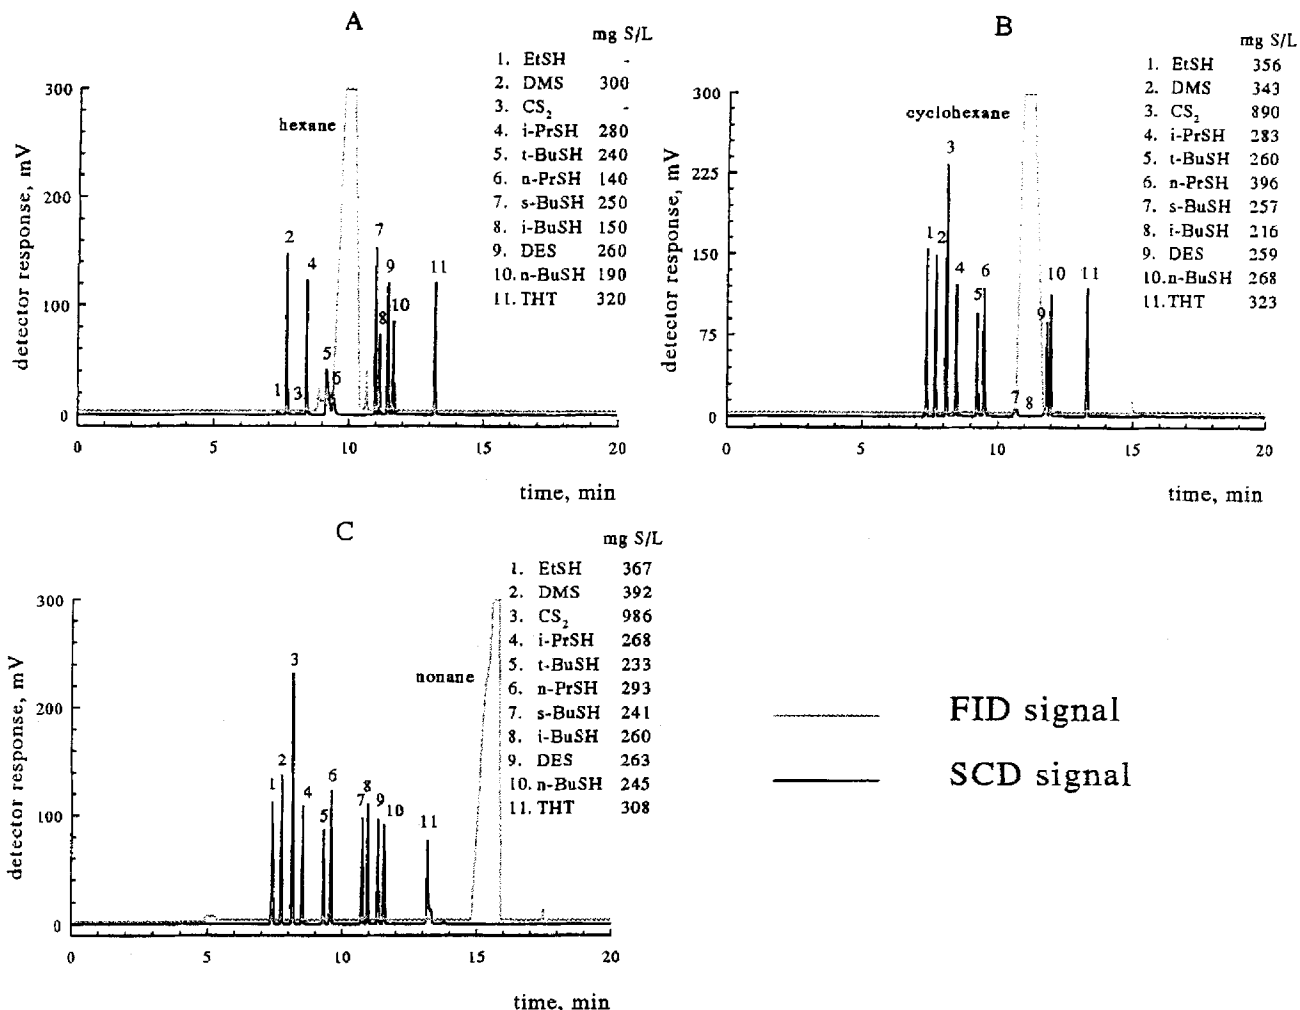 A
mg S/L
1. EtSH -
2. DMS 300
3. CS2 -
4. i-PrSH 280
5. t-BuSH 240
6. n-PrSH 140
7. s-BuSH 250
8. i-BuSH 150
9. DES 260
10. n-BuSH 190
11. THT 320
detector response, mV
300
200
100
0
hexane
1
2
3
4
5
6
7
8
9
10
11
0 5 10 15 20
time, min
B
mg S/L
1. EtSH 356
2. DMS 343
3. CS2 890
4. i-PrSH 283
5. t-BuSH 260
6. n-PrSH 396
7. s-BuSH 257
8. i-BuSH 216
9. DES 259
10. n-BuSH 268
11. THT 323
detector response, mV
300
225
150
75
0
cyclohexane
1
2
3
4
5
6
7
8
9
10
11
0 5 10 15 20
time, min
C
mg S/L
1. EtSH 367
2. DMS 392
3. CS2 986
4. i-PrSH 268
5. t-BuSH 233
6. n-PrSH 293
7. s-BuSH 241
8. i-BuSH 260
9. DES 263
10. n-BuSH 245
11. THT 308
detector response, mV
300
200
100
0
nonane
1
2
3
4
5
6
7
8
9
10
11
0 5 10 15 20
time, min
FID signal
SCD signal